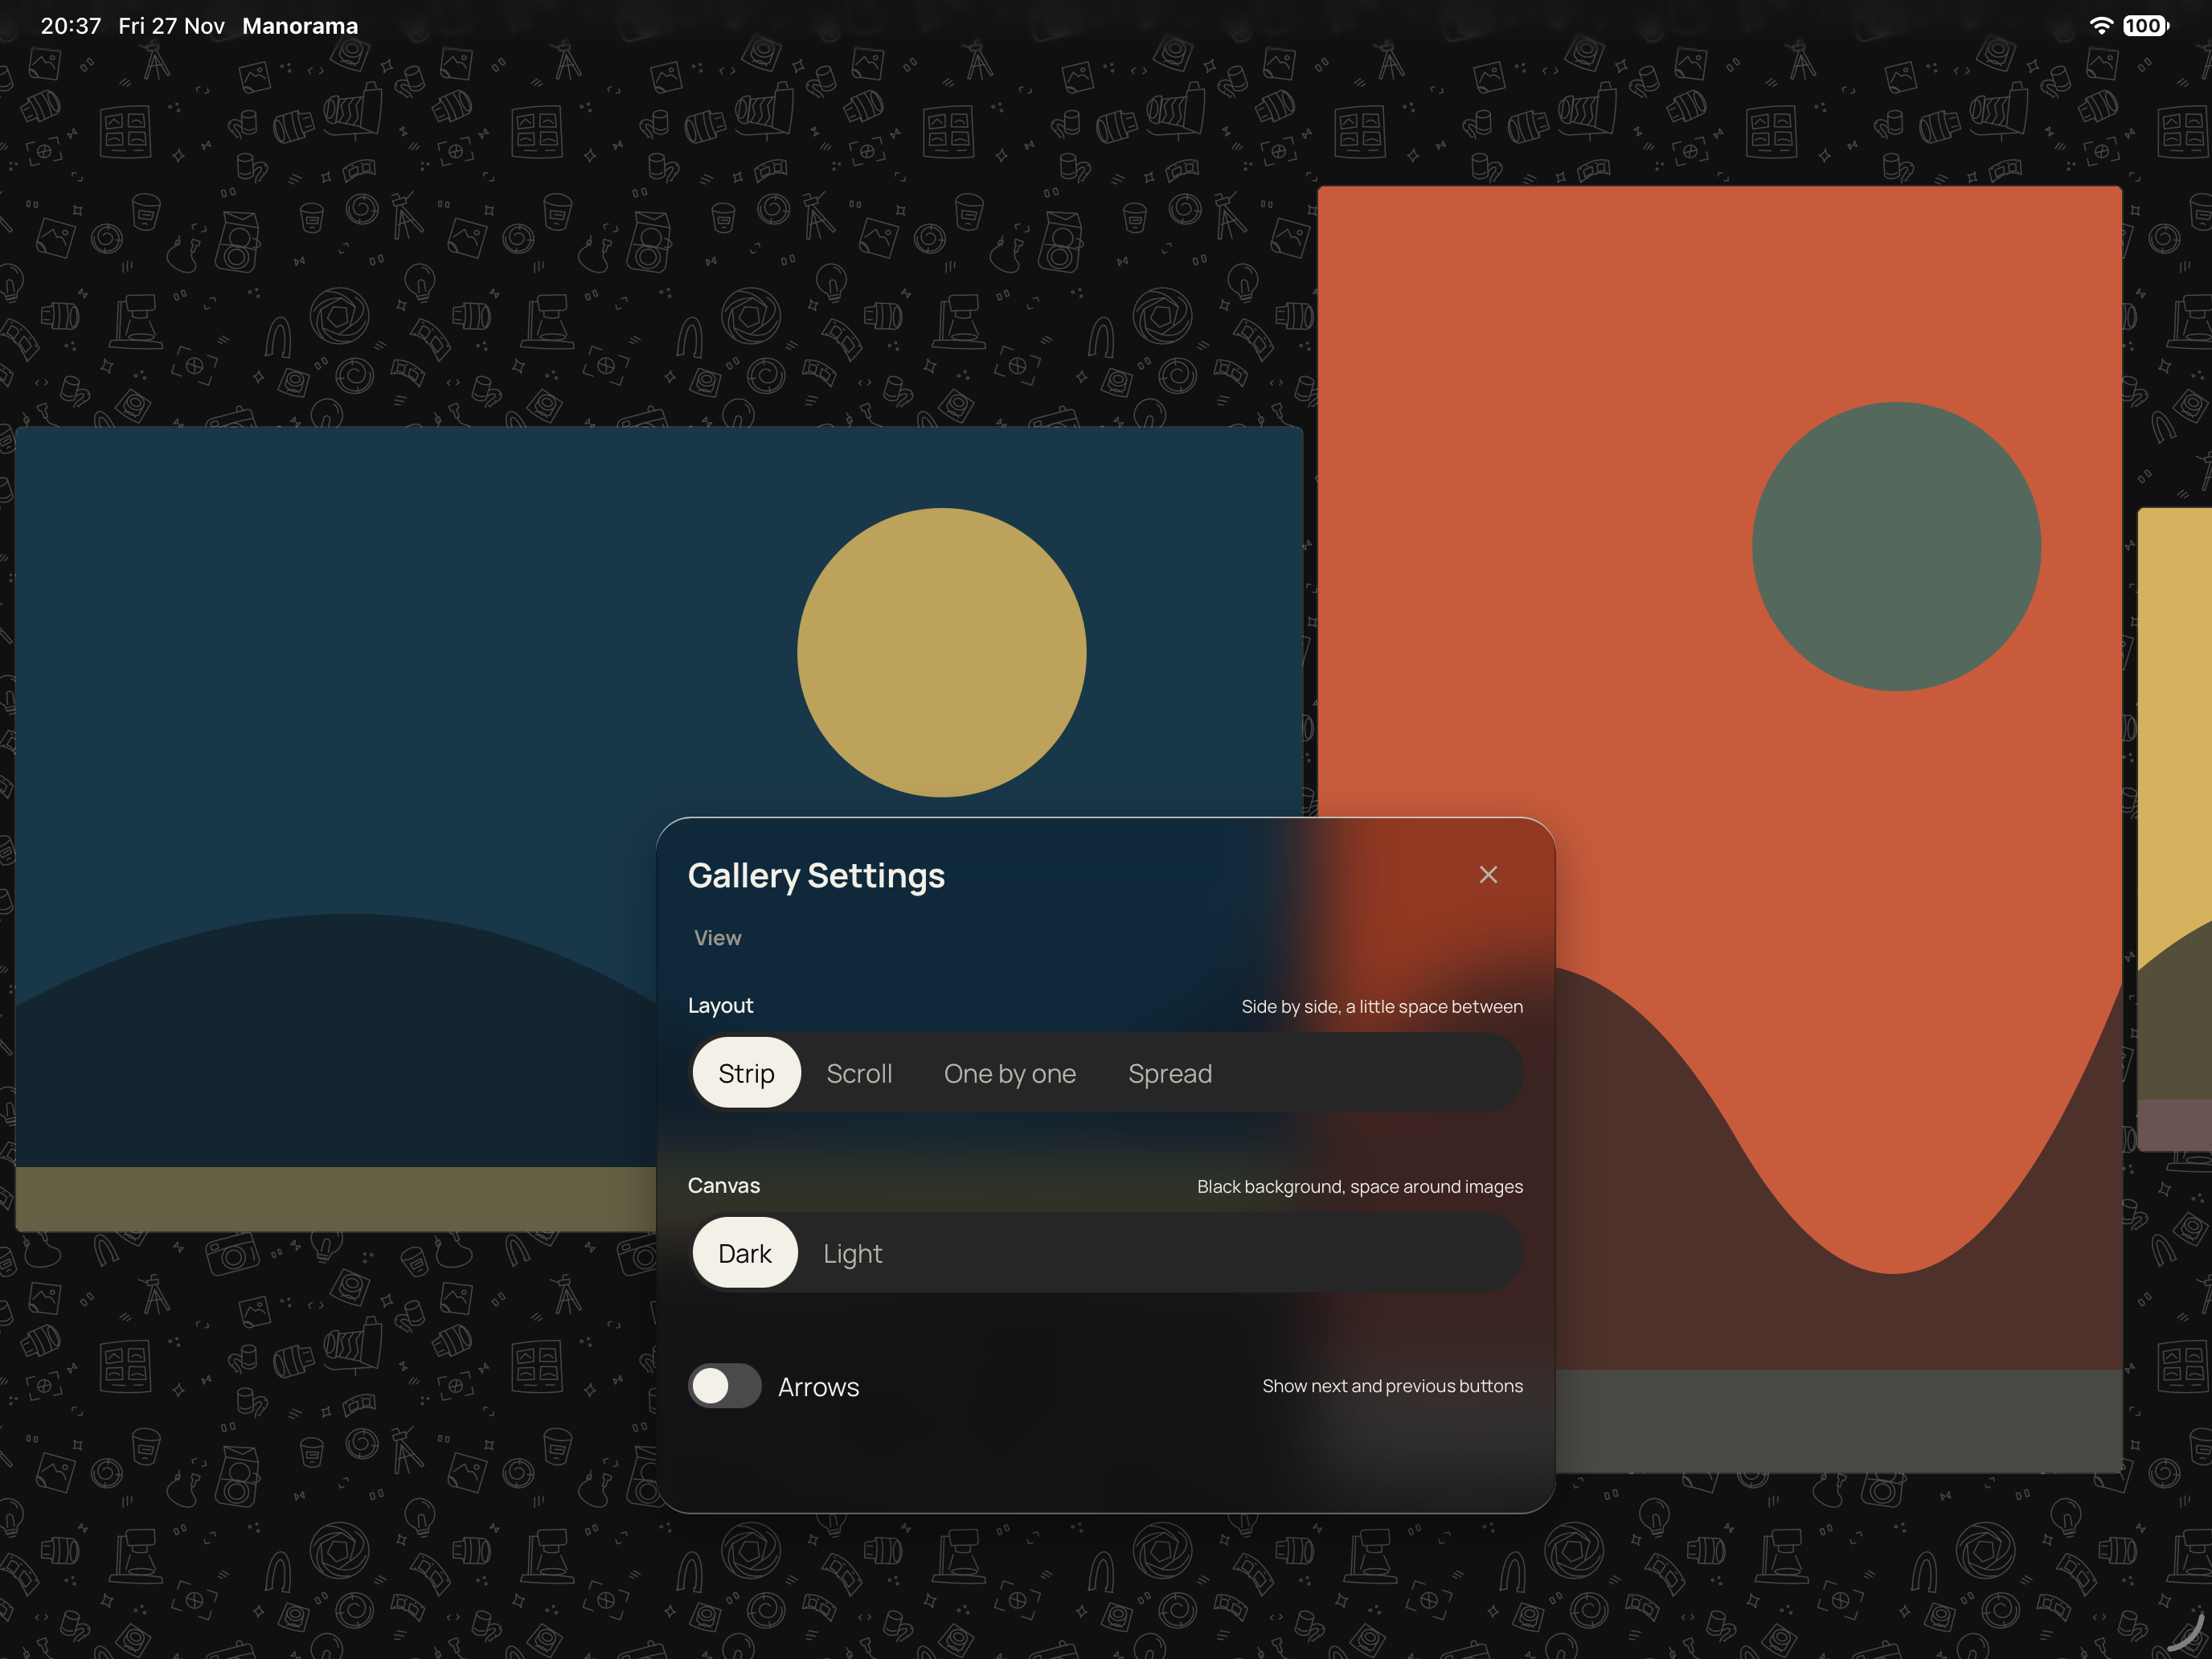 20:37 Fri 27 Nov Manorama
100
Gallery Settings
View
Layout
Side by side, a little space between
Strip Scroll One by one Spread
Canvas
Black background, space around images
Dark Light
Arrows
Show next and previous buttons